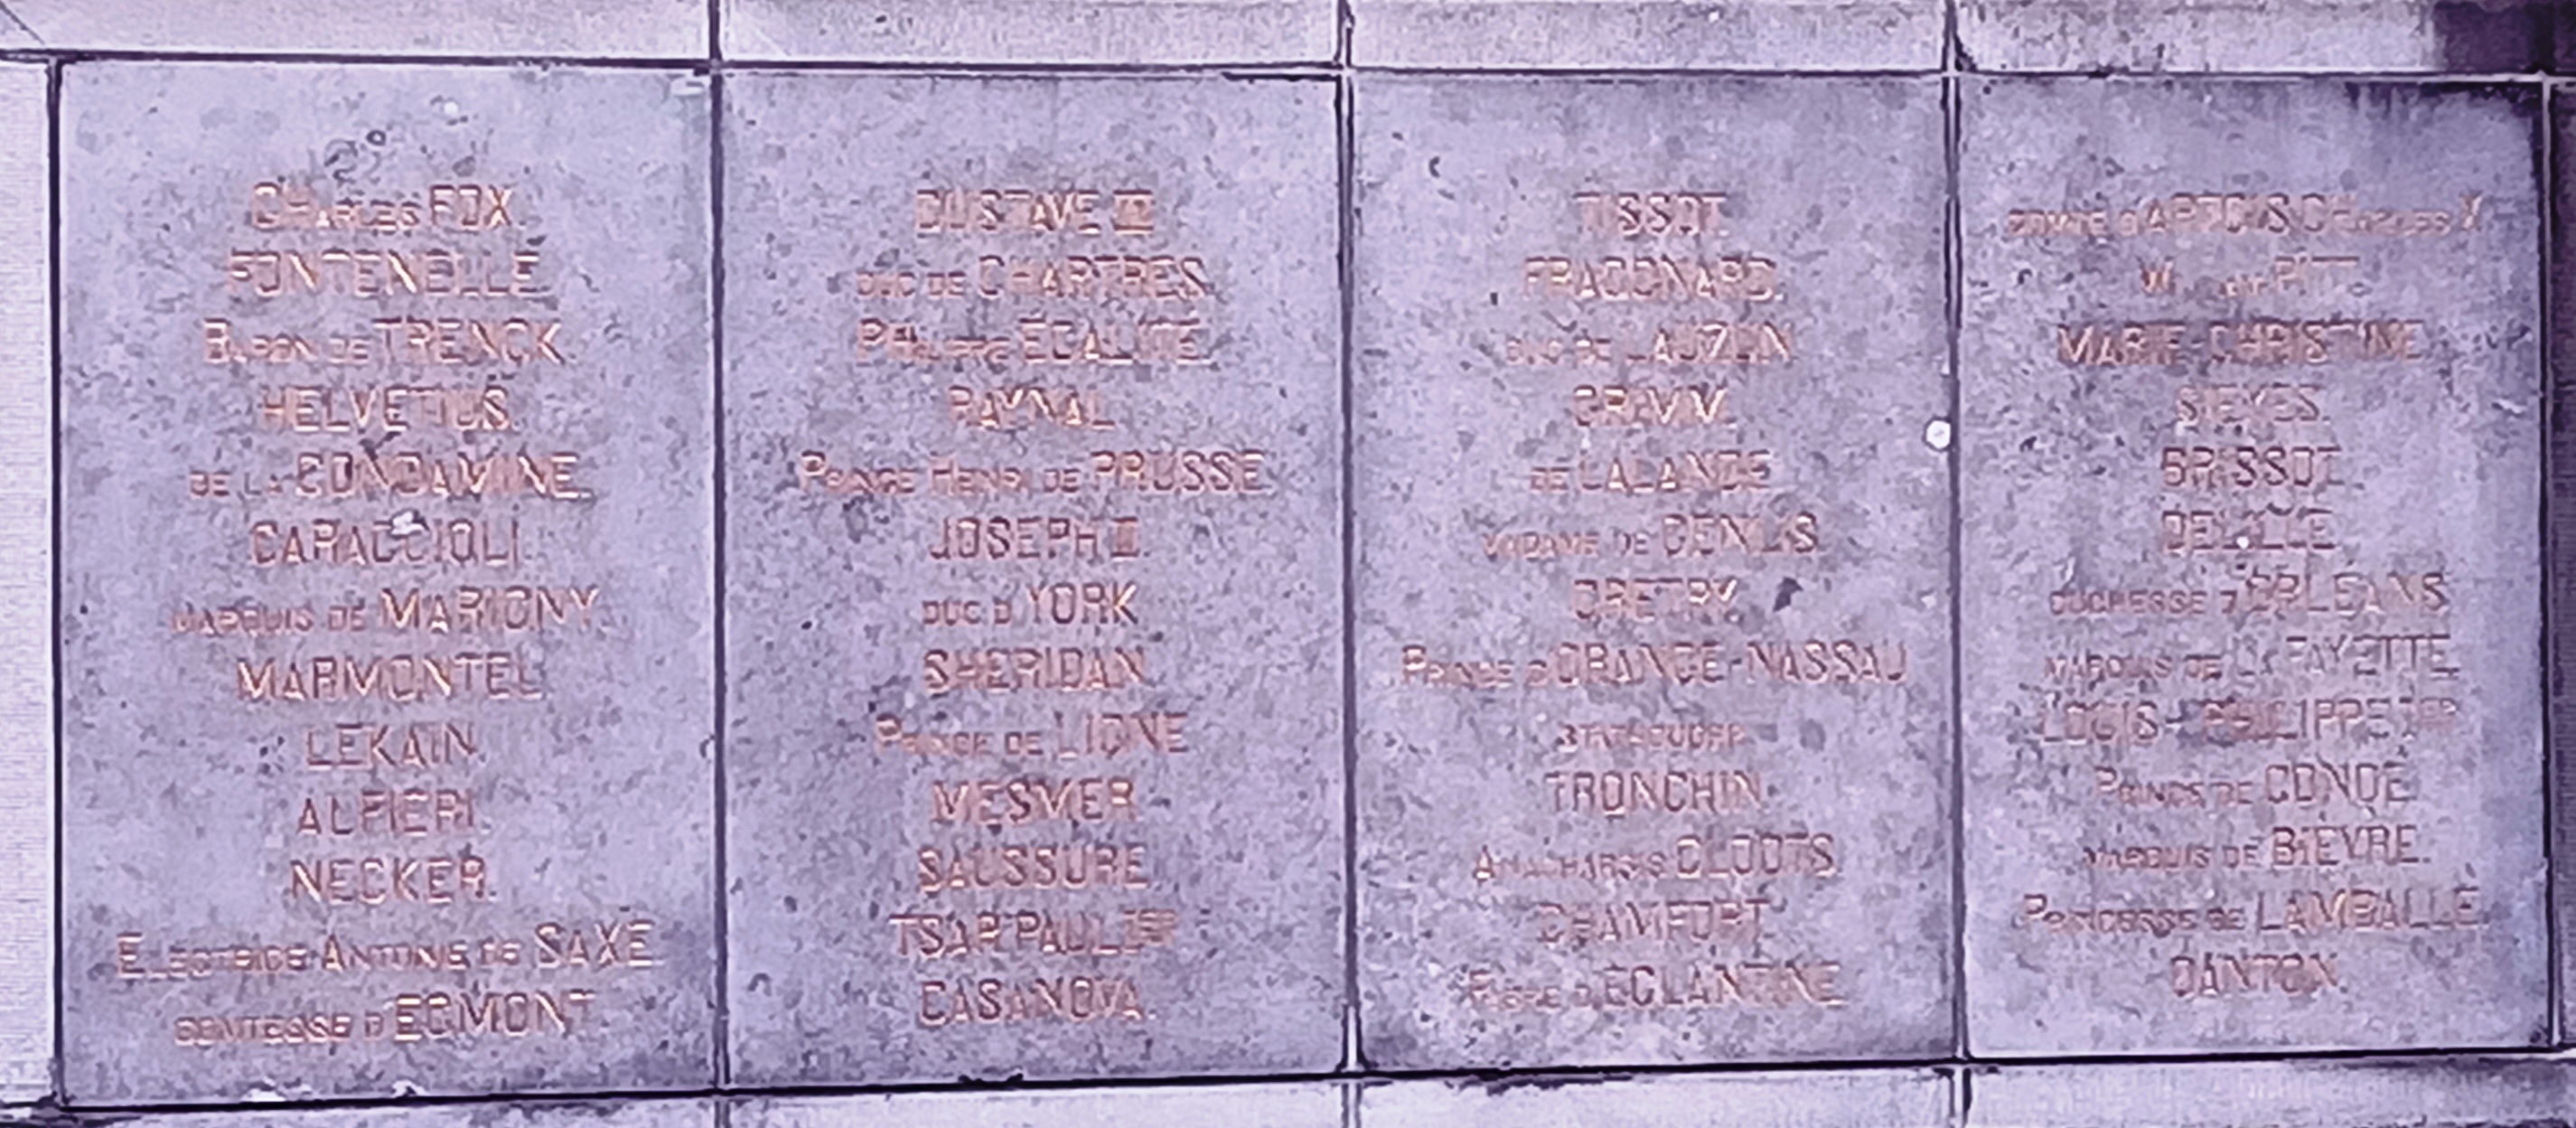 Charles FOX.
FONTENELLE.
Baron de TRENCK.
HELVETIUS.
de la CONDAMINE.
CARACCIOLI.
Marquis de MARIGNY.
MARMONTEL.
LEKAIN.
ALFIERI.
NECKER.
Electrice Antoine de SAXE.
Comtesse d'EGMONT.
GUSTAVE III.
Duc de CHARTRES.
Philippe EGALITE.
RAYNAL.
Prince Henri de PRUSSE.
JOSEPH II.
Duc d'YORK
SHERIDAN.
Prince de LIGNE
MESMER.
SAUSSURE.
TSAR PAUL Ier.
CASANOVA.
TISSOT.
FRAGONARD.
Duc de LAUZUN
GRIMM.
de LALANDE
Madame de GENLIS.
GRETRY.
Prince d'ORANGE-NASSAU
Stathouder.
TRONCHIN.
Anacharsis CLOOTS.
CHAMFORT.
Fabre d'EGLANTINE.
Comte d'ARTOIS Charles X
W. PITT.
MARIE-CHRISTINE.
SIEYES.
BRISSOT.
DELILLE.
Duchesse d'ORLEANS.
Marquis de LA FAYETTE.
LOUIS-PHILIPPE Ier.
Prince de CONDE.
Marquis de BIEVRE.
Princesse de LAMBALLE.
DANTON.